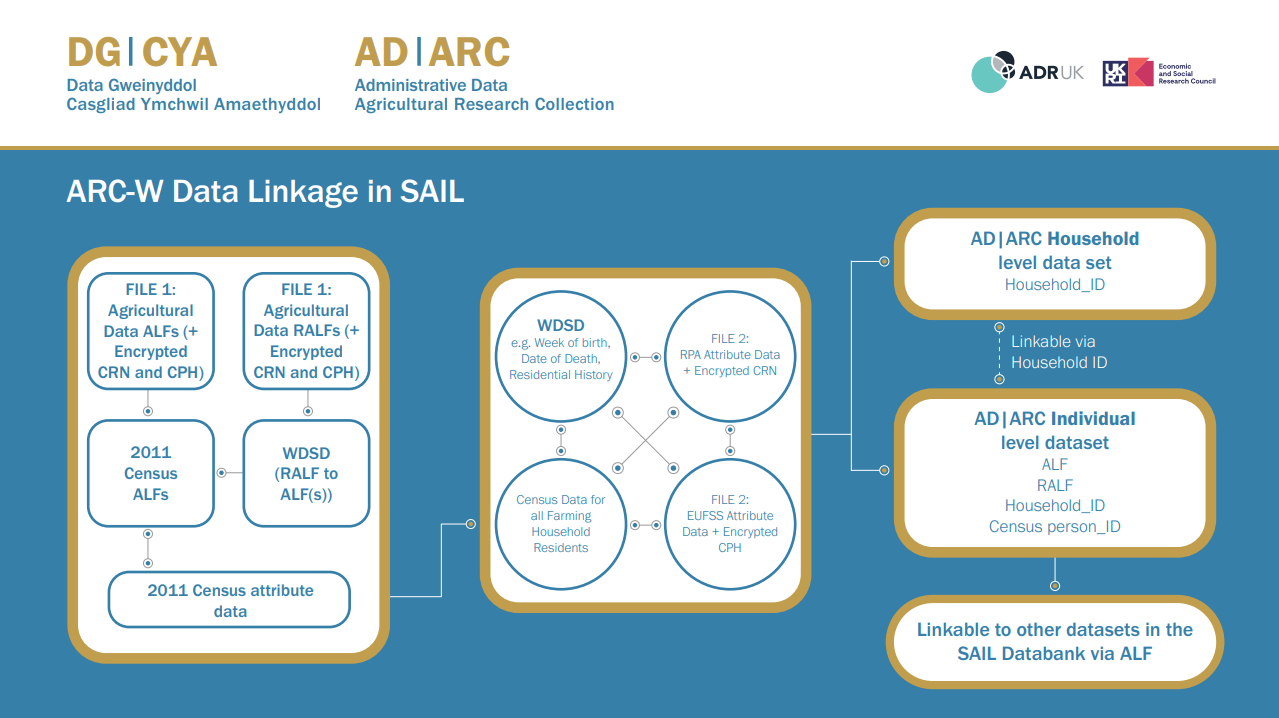 DG|CYA
Data Gweinyddol
Casgliad Ymchwil Amaethyddol
AD|ARC
Administrative Data
Agricultural Research Collection
ADR UK
UKRI
Economic
and Social
Research Council
ARC-W Data Linkage in SAIL
FILE 1:
Agricultural
Data ALFs (+
Encrypted
CRN and CPH)
FILE 1:
Agricultural
Data RALFs (+
Encrypted
CRN and CPH)
2011
Census
ALFs
WDSD
(RALF to
ALF(s))
2011 Census attribute
data
WDSD
e.g. Week of birth,
Date of Death,
Residential History
FILE 2:
RPA Attribute Data
+ Encrypted CRN
Census Data for
all Farming
Household
Residents
FILE 2:
EUFSS Attribute
Data + Encrypted
CPH
AD|ARC Household
level data set
Household_ID
Linkable via
Household ID
AD|ARC Individual
level dataset
ALF
RALF
Household_ID
Census person_ID
Linkable to other datasets in the
SAIL Databank via ALF